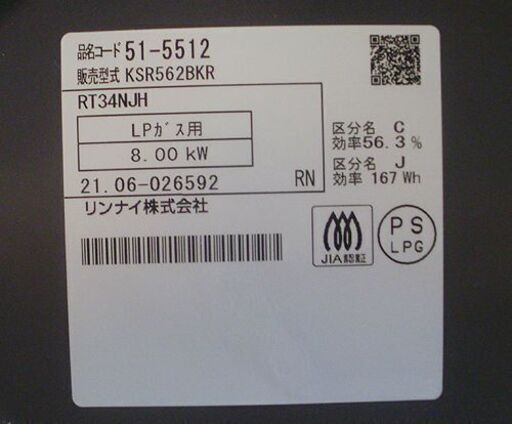 品名コード 51-5512
販売型式 KSR562BKR
RT34NJH
LPガス用
8.00 kW
21.06-026592 RN
リンナイ株式会社
区分名 C
効率56.3 %
区分名 J
効率 167 Wh
JIA認証
PS
LPG